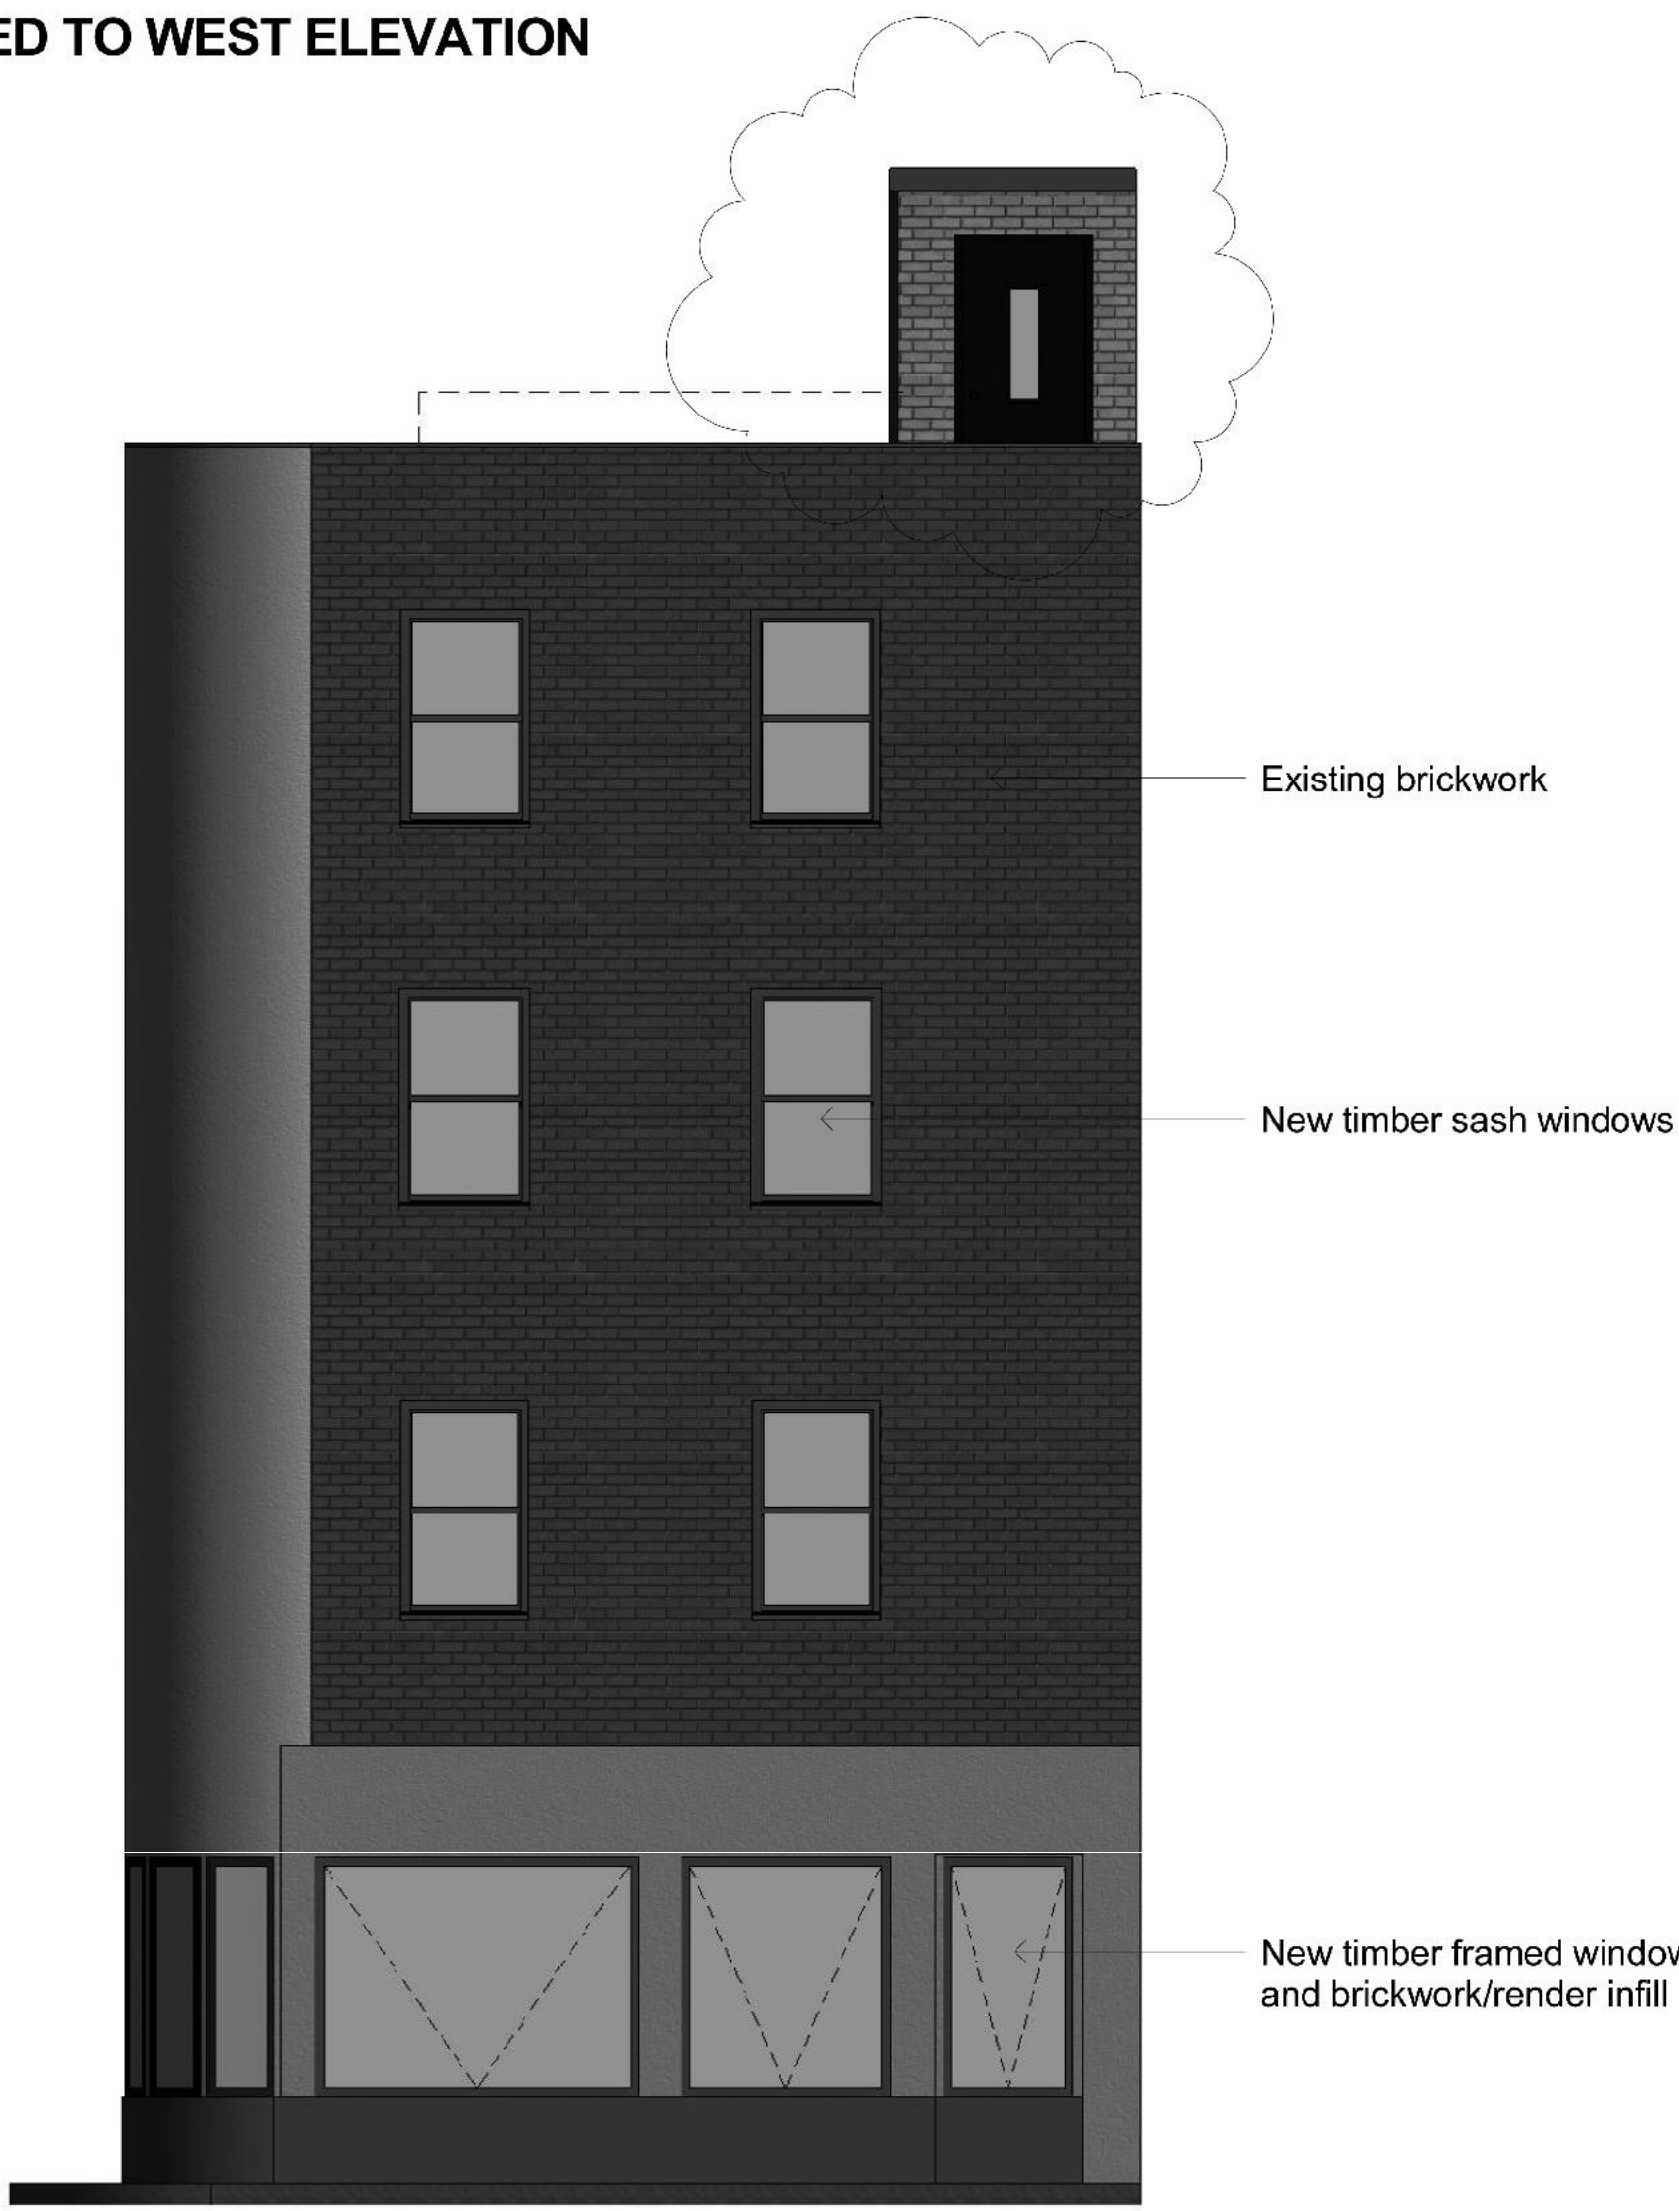 ED TO WEST ELEVATION
Existing brickwork
New timber sash windows
New timber framed window
and brickwork/render infill